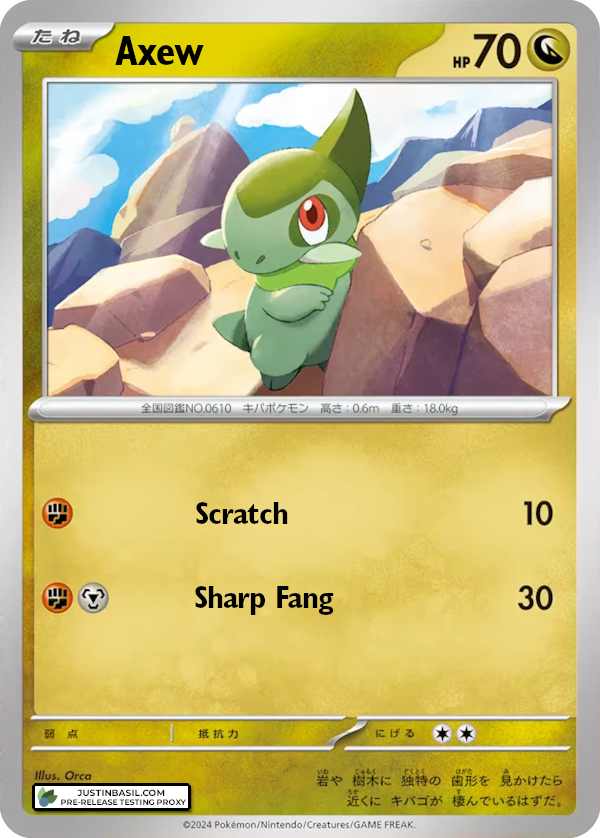 たね Axew HP 70
全国図鑑NO.0610 キバポケモン 高さ：0.6m 重さ：18.0kg
Scratch 10
Sharp Fang 30
弱点 抵抗力 にげる
Illus. Orca
JUSTINBASIL.COM
PRE-RELEASE TESTING PROXY
岩や 樹木に 独特の 歯形を 見かけたら
近くに キバゴが 棲んでいるはずだ。
©2024 Pokémon/Nintendo/Creatures/GAME FREAK.